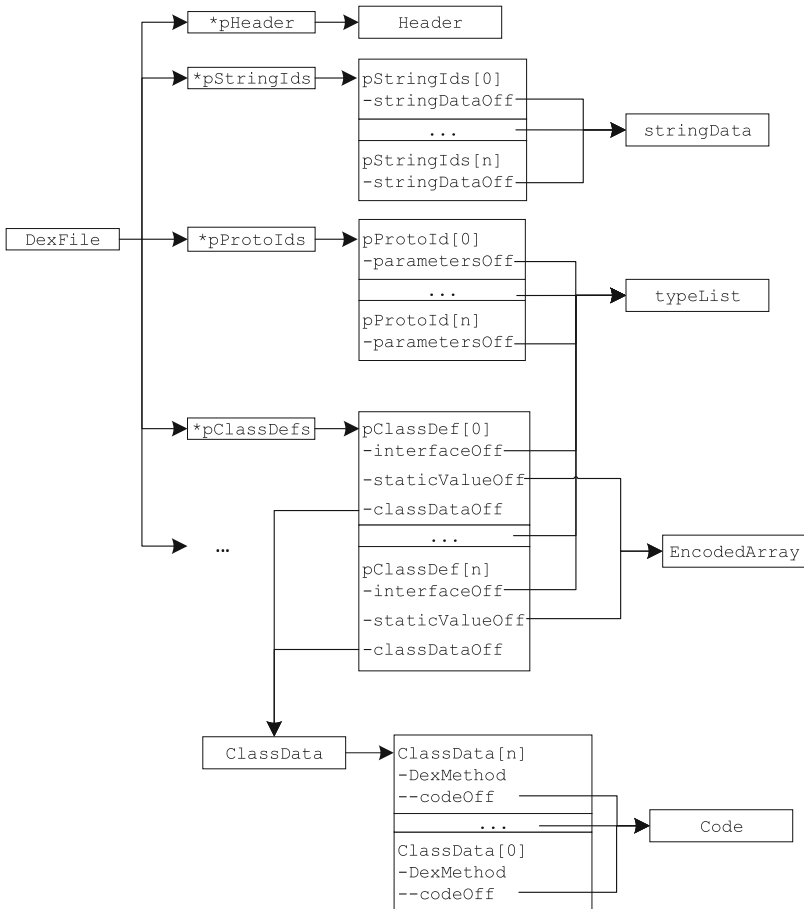 *pHeader
Header
*pStringIds
pStringIds[0]
-stringDataOff
...
pStringIds[n]
-stringDataOff
stringData
DexFile
*pProtoIds
pProtoId[0]
-parametersOff
...
pProtoId[n]
-parametersOff
typeList
*pClassDefs
pClassDef[0]
-interfaceOff
-staticValueOff
-classDataOff
...
pClassDef[n]
-interfaceOff
-staticValueOff
-classDataOff
EncodedArray
...
ClassData
ClassData[n]
-DexMethod
--codeOff
...
ClassData[0]
-DexMethod
--codeOff
Code